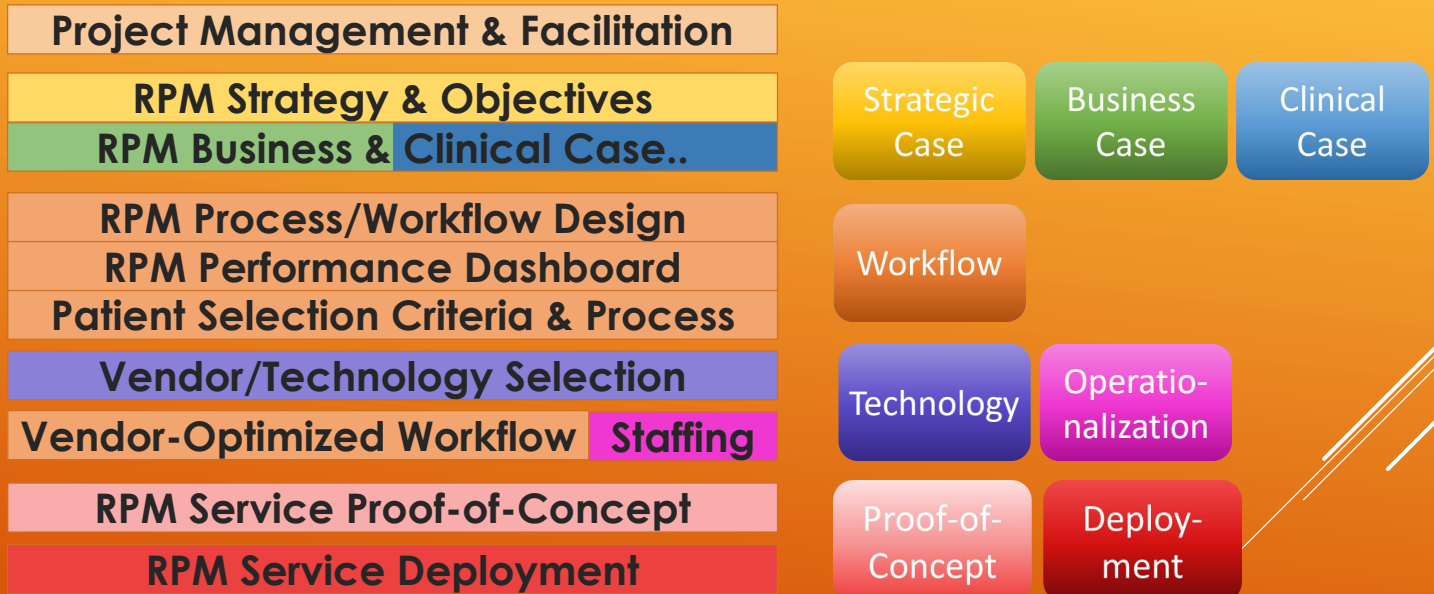 Project Management & Facilitation
RPM Strategy & Objectives
RPM Business & Clinical Case..
RPM Process/Workflow Design
RPM Performance Dashboard
Patient Selection Criteria & Process
Vendor/Technology Selection
Vendor-Optimized Workflow Staffing
RPM Service Proof-of-Concept
RPM Service Deployment
Strategic
Case
Business
Case
Clinical
Case
Workflow
Technology
Operatio-
nalization
Proof-of-
Concept
Deploy-
ment